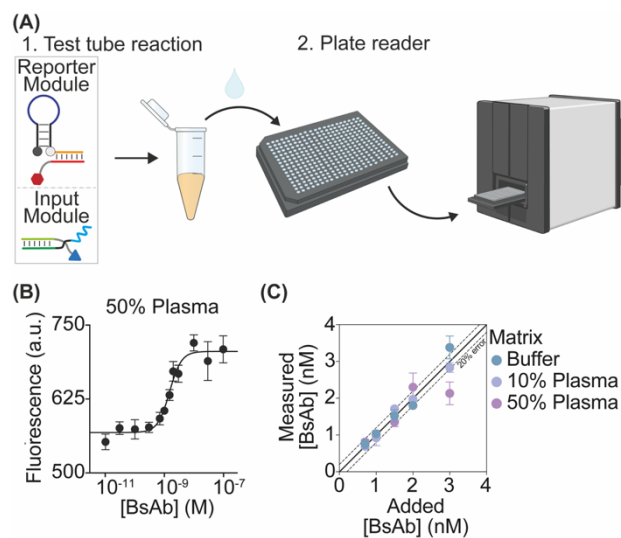 (A)
1. Test tube reaction
2. Plate reader
Reporter
Module
Input
Module
(B)
50% Plasma
Fluorescence (a.u.)
750
625
500
10⁻¹¹
10⁻⁹
10⁻⁷
[BsAb] (M)
(C)
Measured
[BsAb] (nM)
4
3
2
1
0
0
1
2
3
4
20% error
Added
[BsAb] (nM)
Matrix
Buffer
10% Plasma
50% Plasma